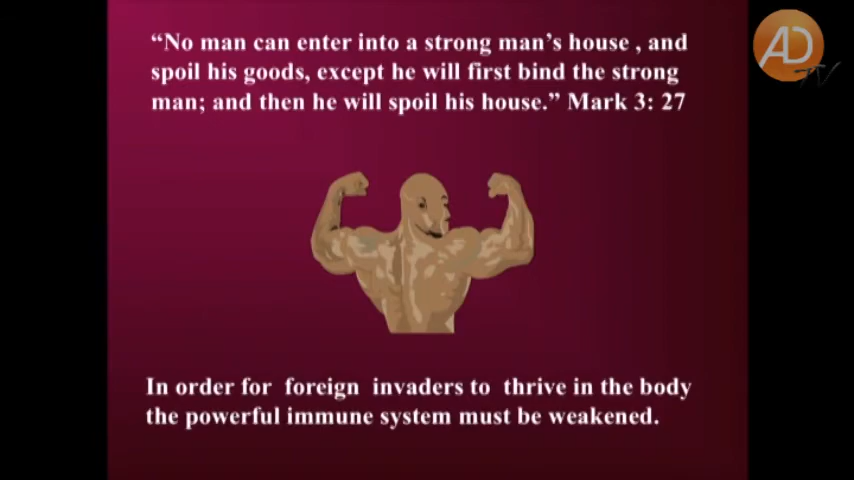 “No man can enter into a strong man’s house , and
spoil his goods, except he will first bind the strong
man; and then he will spoil his house.” Mark 3: 27
In order for foreign invaders to thrive in the body
the powerful immune system must be weakened.
AD
TV